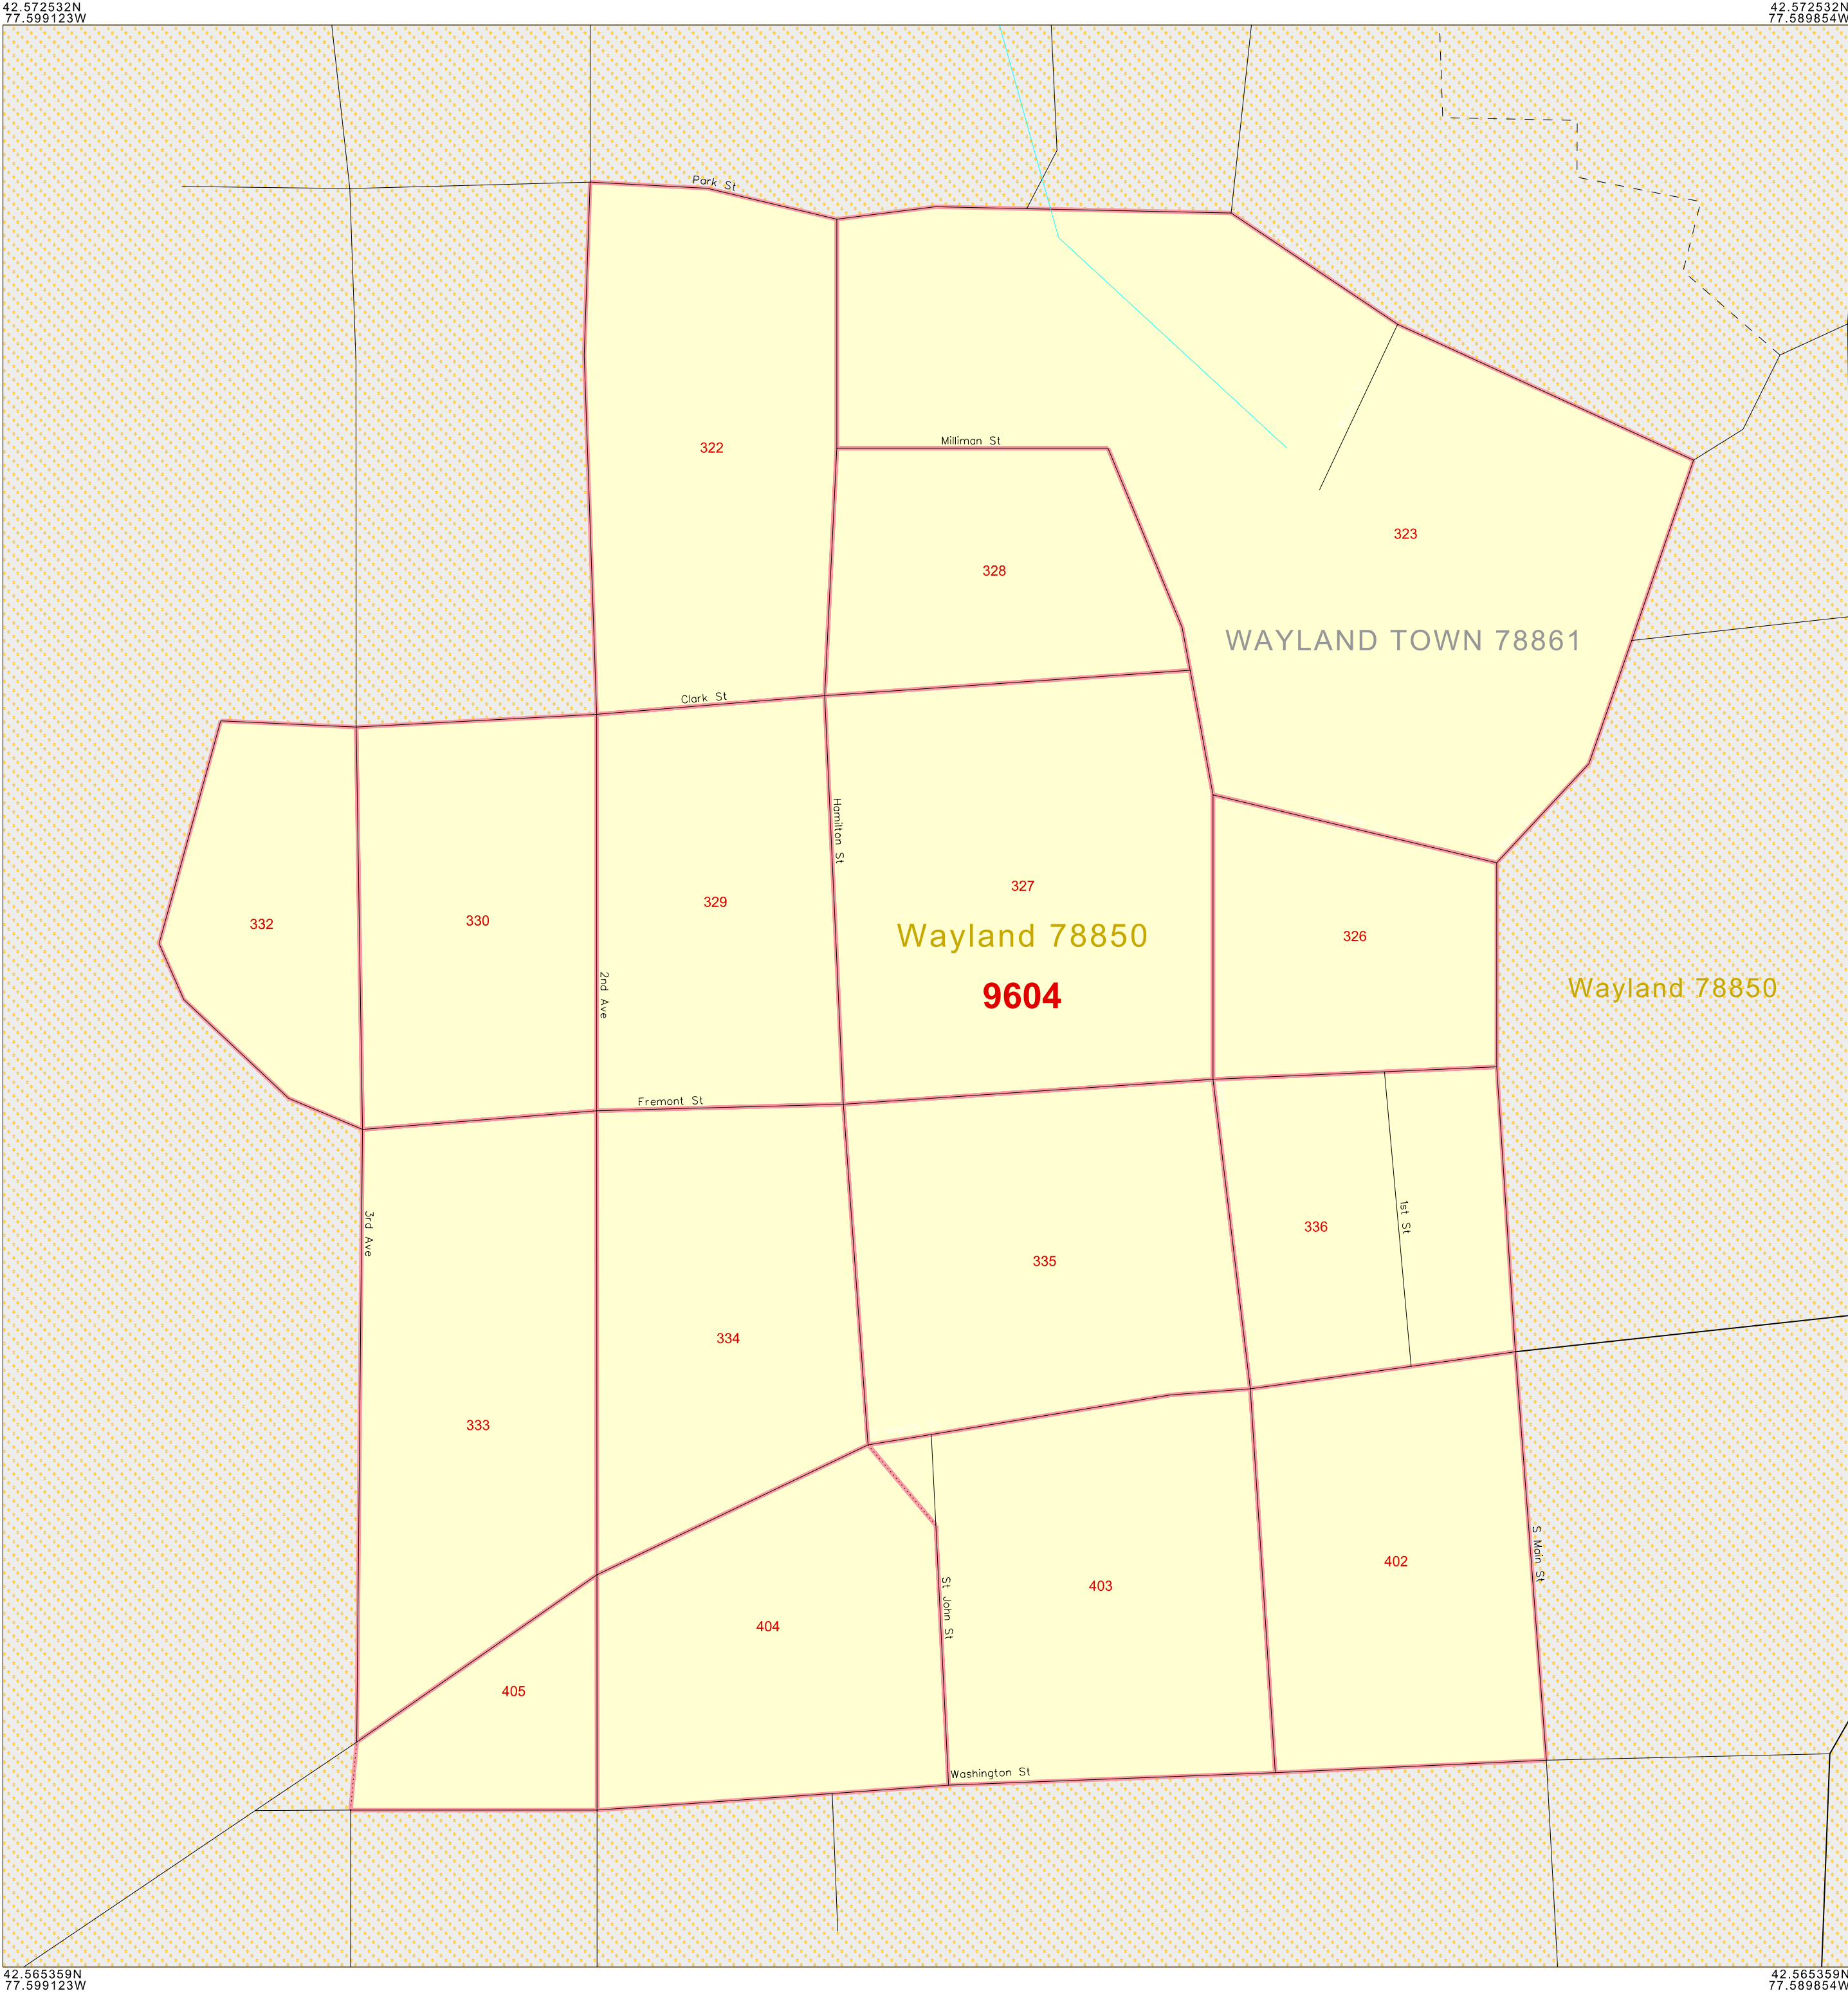 42.572532N
77.599123W
42.572532N
77.589854W
Park St
322
Milliman St
323
328
WAYLAND TOWN 78861
Clark St
Hamilton St
332
330
329
327
Wayland 78850
326
9604
2nd Ave
Wayland 78850
Fremont St
3rd Ave
1st St
336
335
334
333
S Main St
402
403
St John St
404
405
Washington St
42.565359N
77.599123W
42.565359N
77.589854W